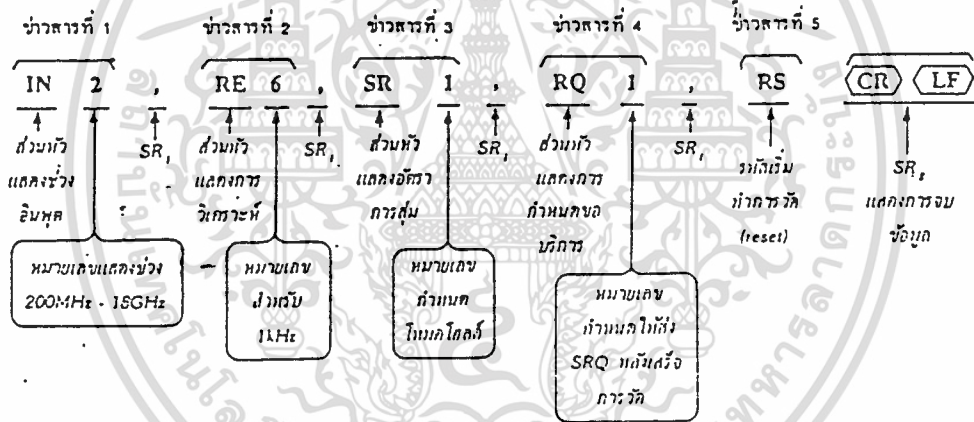 ข่าวสารที่ 1 ข่าวสารที่ 2 ข่าวสารที่ 3 ข่าวสารที่ 4 ข่าวสารที่ 5
IN 2 , RE 6 , SR 1 , RQ 1 , RS CR LF
ส่วนหัว SR₁ ส่วนหัว SR₁ ส่วนหัว SR₁ ส่วนหัว SR₁ รหัสเริ่ม SR₂
แสดงช่วง แสดงการ แสดงอัตรา แสดงการ ทำการวัด แสดงการจบ
อินพุต วิเคราะห์ การสุ่ม กำหนดขอ (reset) ข้อมูล
บริการ
หมายเลขแสดงช่วง หมายเลข หมายเลข หมายเลข
200MHz - 18GHz สำหรับ กำหนด กำหนดให้ส่ง
1kHz โหมดโฮลด์ SRQ หลังเสร็จ
การวัด